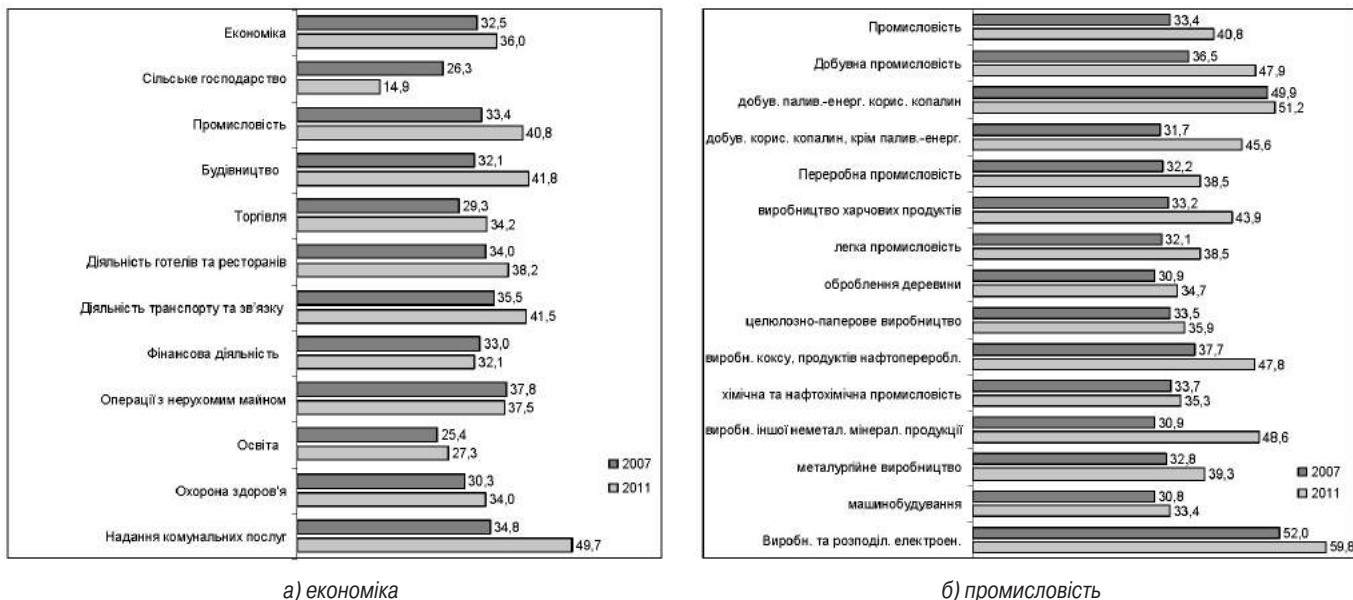 Економіка
32,5
36,0
Сільське господарство
26,3
14,9
Промисловість
33,4
40,8
Будівництво
32,1
41,8
Торгівля
29,3
34,2
Діяльність готелів та ресторанів
34,0
38,2
Діяльність транспорту та зв'язку
35,5
41,5
Фінансова діяльність
33,0
32,1
Операції з нерухомим майном
37,8
37,5
Освіта
25,4
27,3
Охорона здоров'я
30,3
34,0
Надання комунальних послуг
34,8
49,7
2007
2011
а) економіка
Промисловість
33,4
40,8
Добувна промисловість
36,5
47,9
добув. палив.-енерг. корис. копалин
49,9
51,2
добув. корис. копалин, крім палив.-енерг.
31,7
45,6
Переробна промисловість
32,2
38,5
виробництво харчових продуктів
33,2
43,9
легка промисловість
32,1
38,5
оброблення деревини
30,9
34,7
целюлозно-паперове виробництво
33,5
35,9
виробн. коксу, продуктів нафтопереробл.
37,7
47,8
хімічна та нафтохімічна промисловість
33,7
35,3
виробн. іншої неметал. мінерал. продукції
30,9
48,6
металургійне виробництво
32,8
39,3
машинобудування
30,8
33,4
Виробн. та розподіл. електроен.
52,0
59,8
2007
2011
б) промисловість